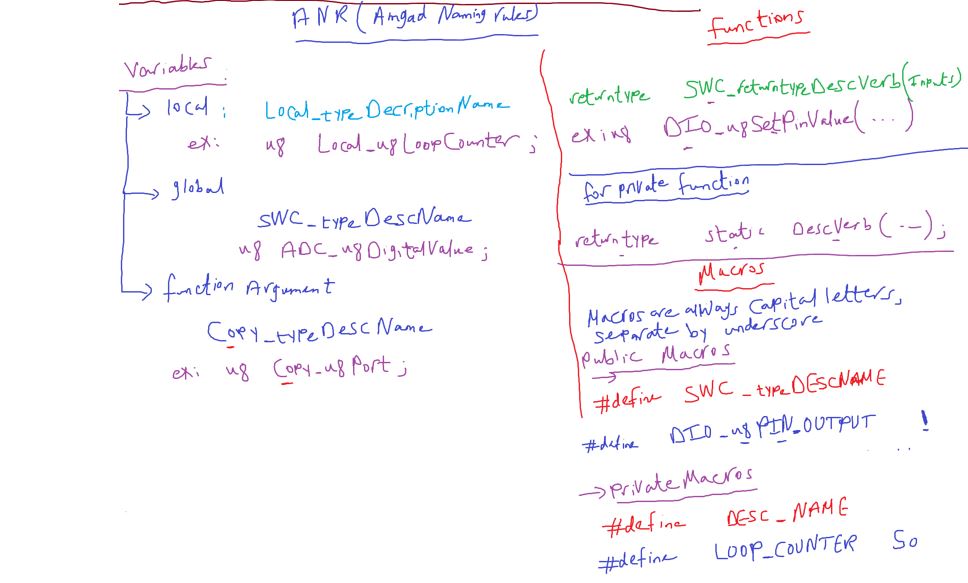 ANR (Amgad Naming rules)
Variables
local : Local_typeDecriptionName
ex: u8 Local_u8LoopCounter ;
global
SWC_typeDescName
u8 ADC_u8DigitalValue ;
function Argument
Copy_typeDescName
ex: u8 Copy_u8Port ;
functions
returntype SWC_returntypeDescVerb(Inputs)
ex: u8 DIO_u8SetPinValue(...)
for private function
returntype static DescVerb(...);
Macros
Macros are always Capital letters,
separate by underscore
public Macros
#define SWC_typeDESCNAME
#define DIO_u8PIN_OUTPUT !
private Macros
#define DESC_NAME
#define LOOP_COUNTER 50